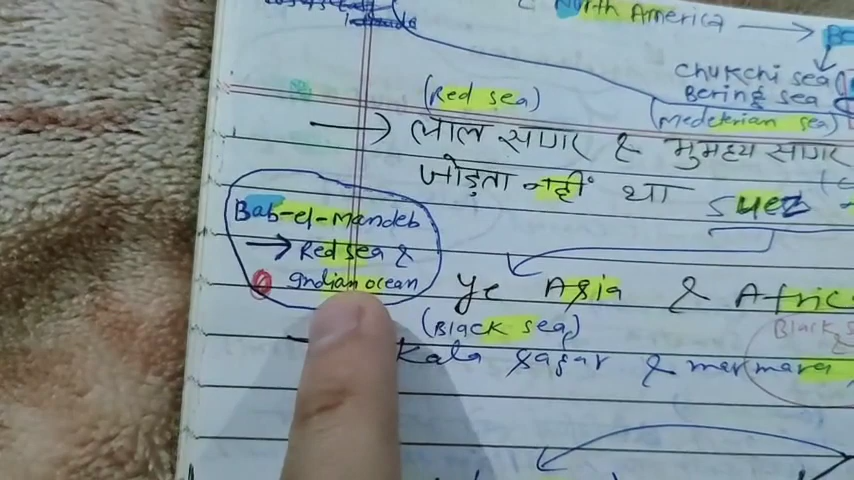 North America →
Chukchi sea
Bering sea
(Red sea)
(Medeterian sea)
→ लाल सागर & भुमध्य सागर
जोड़ता नहीं था suez
Bab-el-Mandeb
→ Red sea &
Indian ocean
Ye Asia & Afric
(Black sea)
Black s
Kala sagar & marmara